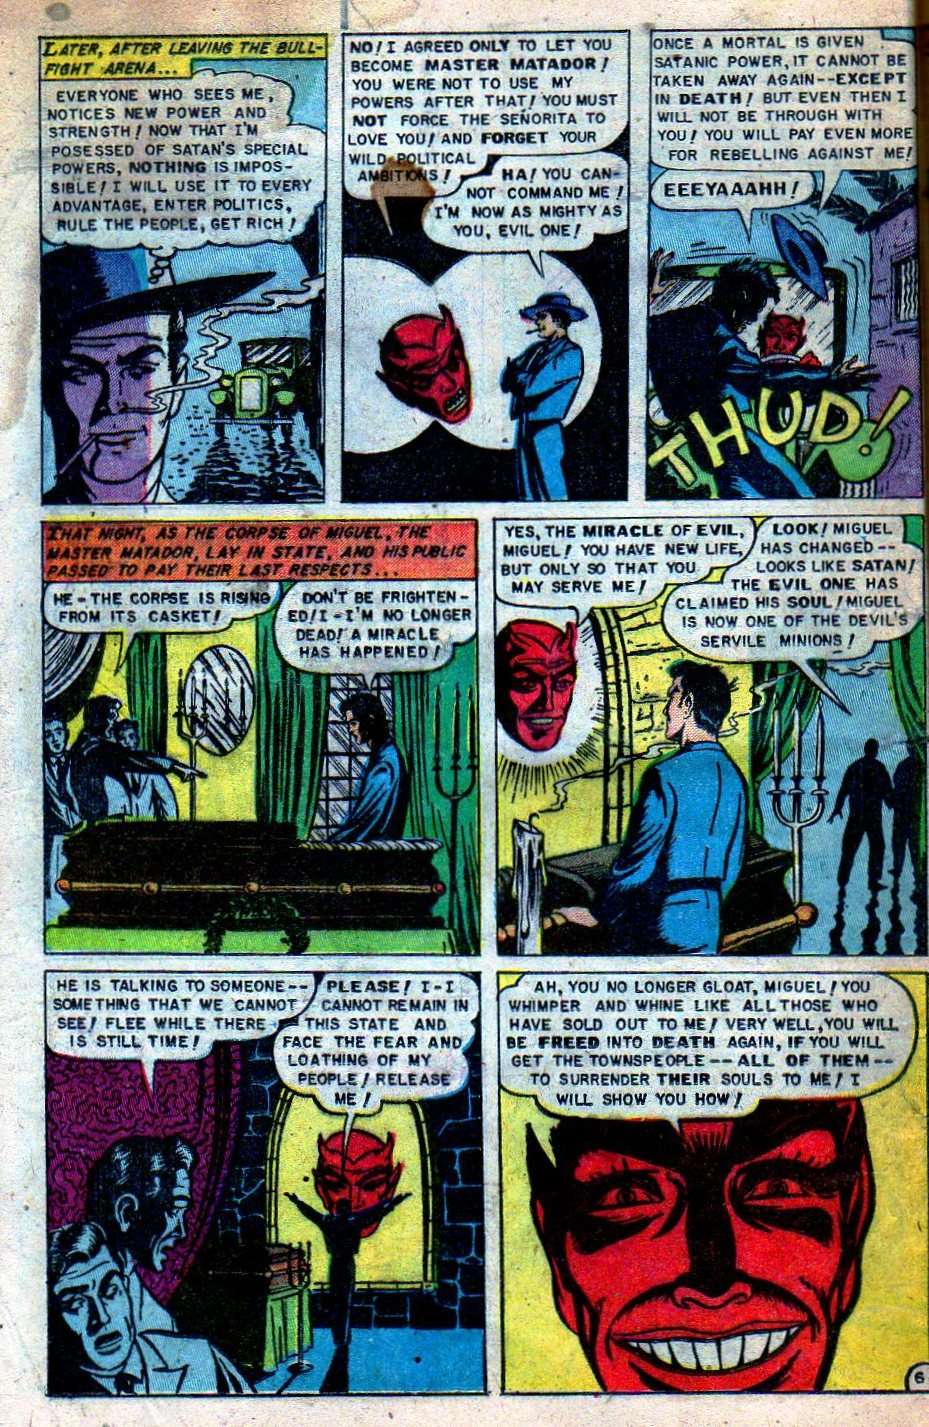 LATER, AFTER LEAVING THE BULL-
FIGHT ARENA...
EVERYONE WHO SEES ME,
NOTICES NEW POWER AND
STRENGTH! NOW THAT I'M
POSESSED OF SATAN'S SPECIAL
POWERS, NOTHING IS IMPOS-
SIBLE! I WILL USE IT TO EVERY
ADVANTAGE, ENTER POLITICS,
RULE THE PEOPLE, GET RICH!
NO! I AGREED ONLY TO LET YOU
BECOME MASTER MATADOR!
YOU WERE NOT TO USE MY
POWERS AFTER THAT! YOU MUST
NOT FORCE THE SEÑORITA TO
LOVE YOU! AND FORGET YOUR
WILD POLITICAL
AMBITIONS!
HA! YOU CAN-
NOT COMMAND ME!
I'M NOW AS MIGHTY AS
YOU, EVIL ONE!
ONCE A MORTAL IS GIVEN
SATANIC POWER, IT CANNOT BE
TAKEN AWAY AGAIN--EXCEPT
IN DEATH! BUT EVEN THEN I
WILL NOT BE THROUGH WITH
YOU! YOU WILL PAY EVEN MORE
FOR REBELLING AGAINST ME!
EEEYAAAHH!
THUD!
THAT NIGHT, AS THE CORPSE OF MIGUEL, THE
MASTER MATADOR, LAY IN STATE, AND HIS PUBLIC
PASSED TO PAY THEIR LAST RESPECTS...
HE - THE CORPSE IS RISING
FROM ITS CASKET!
DON'T BE FRIGHTEN-
ED! I-I'M NO LONGER
DEAD! A MIRACLE
HAS HAPPENED!
YES, THE MIRACLE OF EVIL,
MIGUEL! YOU HAVE NEW LIFE,
BUT ONLY SO THAT YOU
MAY SERVE ME!
LOOK! MIGUEL
HAS CHANGED--
LOOKS LIKE SATAN!
THE EVIL ONE HAS
CLAIMED HIS SOUL! MIGUEL
IS NOW ONE OF THE DEVIL'S
SERVILE MINIONS!
HE IS TALKING TO SOMEONE--
SOMETHING THAT WE CANNOT
SEE! FLEE WHILE THERE
IS STILL TIME!
PLEASE! I-I
CANNOT REMAIN IN
THIS STATE AND
FACE THE FEAR AND
LOATHING OF MY
PEOPLE! RELEASE
ME!
AH, YOU NO LONGER GLOAT, MIGUEL! YOU
WHIMPER AND WHINE LIKE ALL THOSE WHO
HAVE SOLD OUT TO ME! VERY WELL, YOU WILL
BE FREED INTO DEATH AGAIN, IF YOU WILL
GET THE TOWNSPEOPLE--ALL OF THEM--
TO SURRENDER THEIR SOULS TO ME! I
WILL SHOW YOU HOW!
6